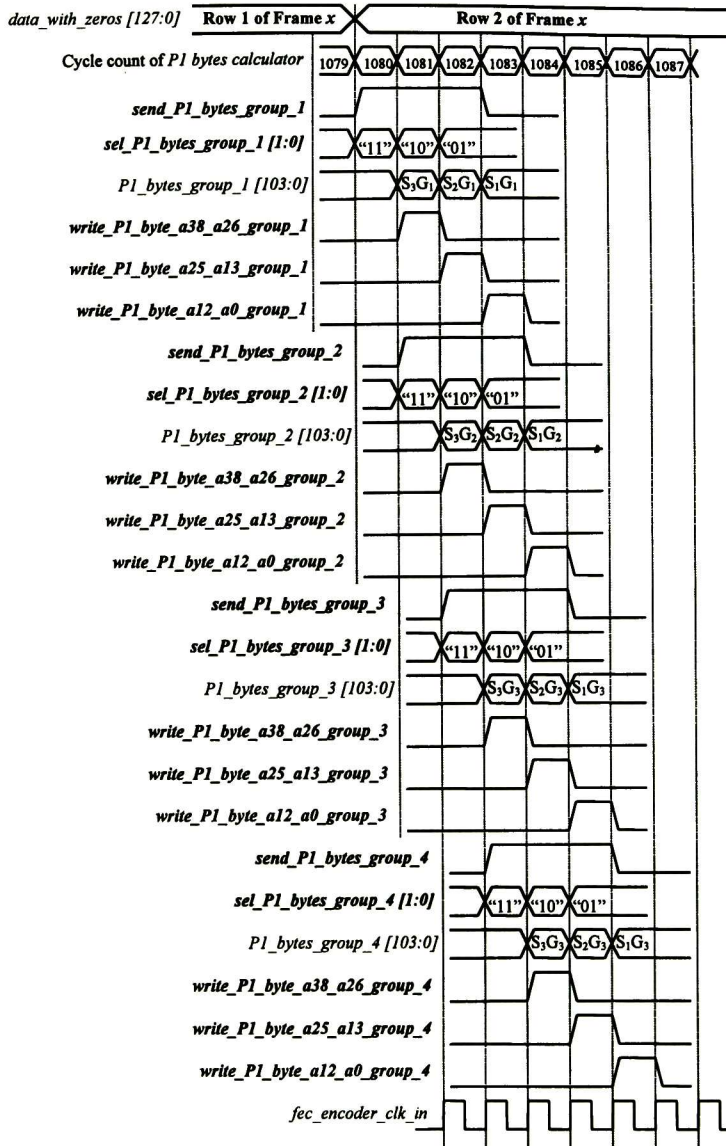 data_with_zeros [127:0] Row 1 of Frame x Row 2 of Frame x
Cycle count of P1 bytes calculator 1079 1080 1081 1082 1083 1084 1085 1086 1087
send_P1_bytes_group_1
sel_P1_bytes_group_1 [1:0] “11” “10” “01”
P1_bytes_group_1 [103:0] S3G1 S2G1 S1G1
write_P1_byte_a38_a26_group_1
write_P1_byte_a25_a13_group_1
write_P1_byte_a12_a0_group_1
send_P1_bytes_group_2
sel_P1_bytes_group_2 [1:0] “11” “10” “01”
P1_bytes_group_2 [103:0] S3G2 S2G2 S1G2
write_P1_byte_a38_a26_group_2
write_P1_byte_a25_a13_group_2
write_P1_byte_a12_a0_group_2
send_P1_bytes_group_3
sel_P1_bytes_group_3 [1:0] “11” “10” “01”
P1_bytes_group_3 [103:0] S3G3 S2G3 S1G3
write_P1_byte_a38_a26_group_3
write_P1_byte_a25_a13_group_3
write_P1_byte_a12_a0_group_3
send_P1_bytes_group_4
sel_P1_bytes_group_4 [1:0] “11” “10” “01”
P1_bytes_group_4 [103:0] S3G3 S2G3 S1G3
write_P1_byte_a38_a26_group_4
write_P1_byte_a25_a13_group_4
write_P1_byte_a12_a0_group_4
fec_encoder_clk_in